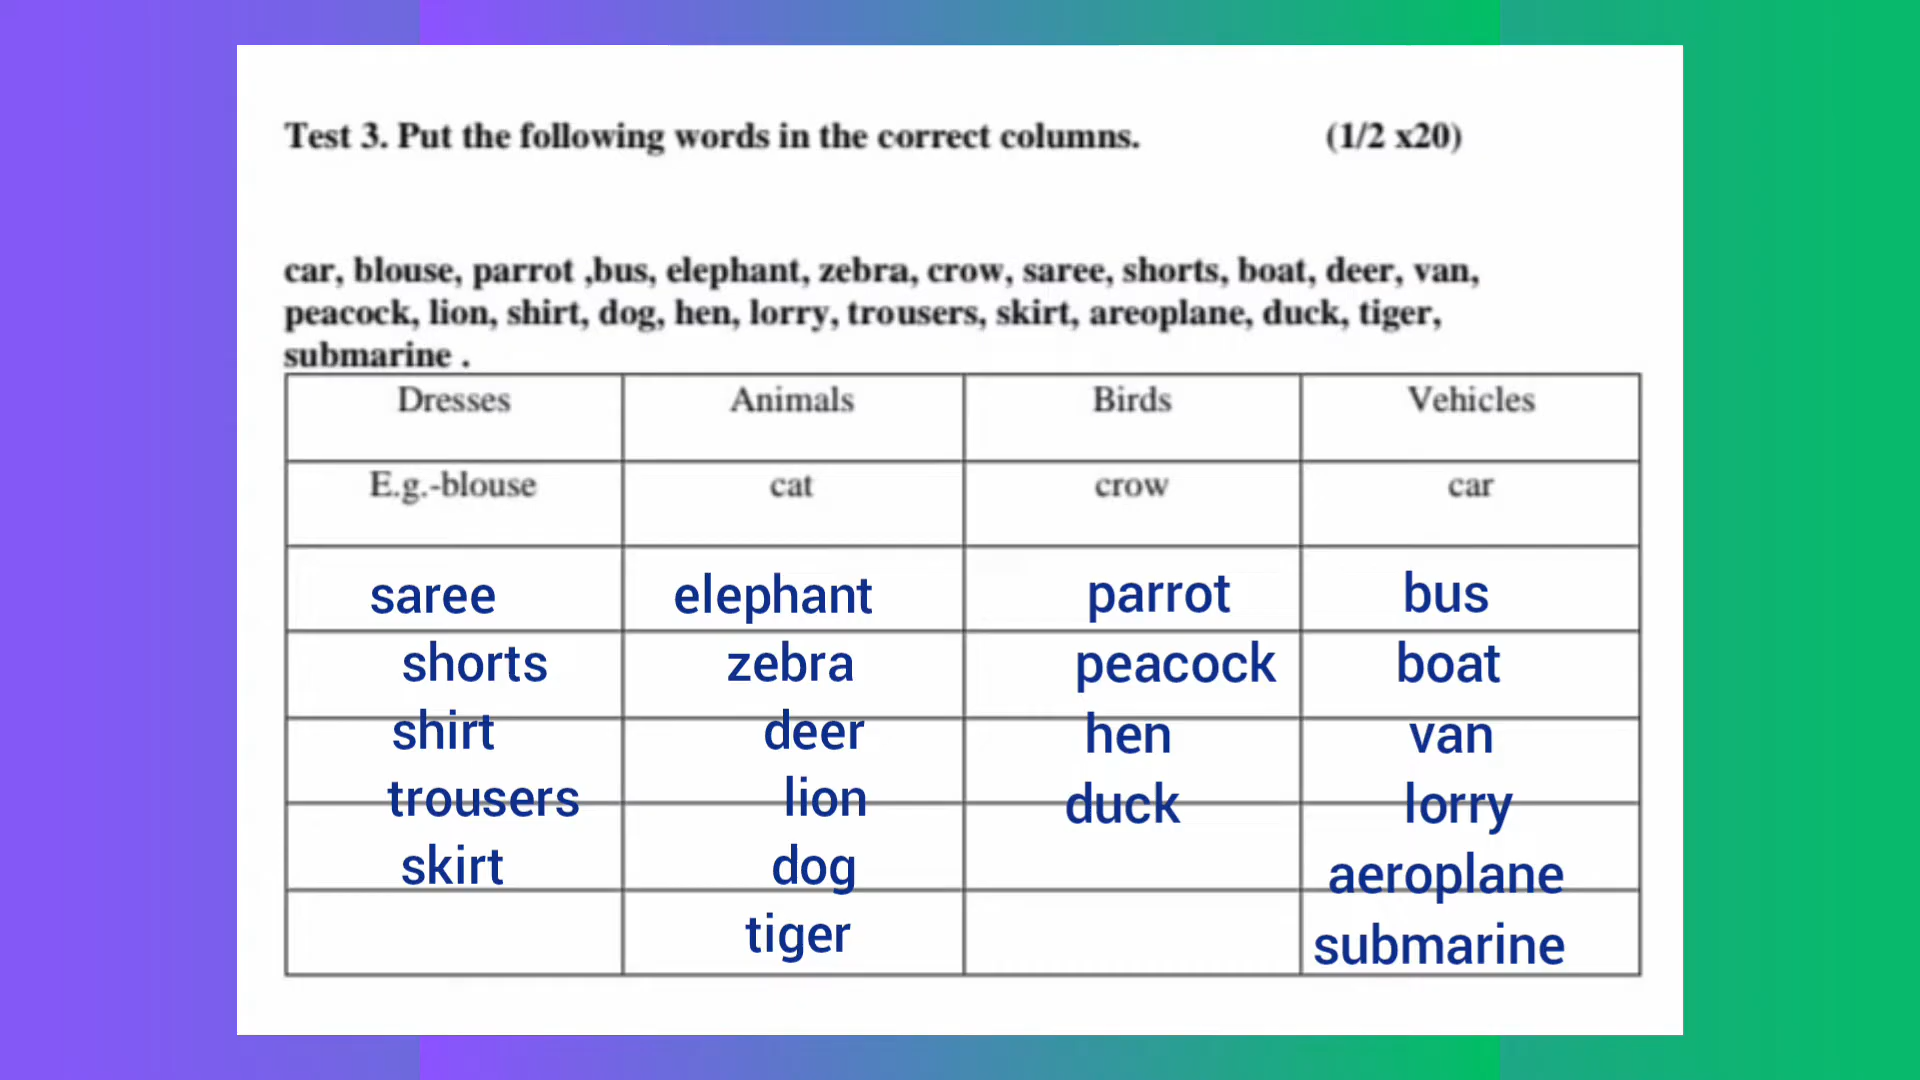 Test 3. Put the following words in the correct columns. (1/2 x20)
car, blouse, parrot ,bus, elephant, zebra, crow, saree, shorts, boat, deer, van,
peacock, lion, shirt, dog, hen, lorry, trousers, skirt, areoplane, duck, tiger,
submarine .
Dresses Animals Birds Vehicles
E.g.-blouse cat crow car
saree elephant parrot bus
shorts zebra peacock boat
shirt deer hen van
trousers lion duck lorry
skirt dog aeroplane
tiger submarine